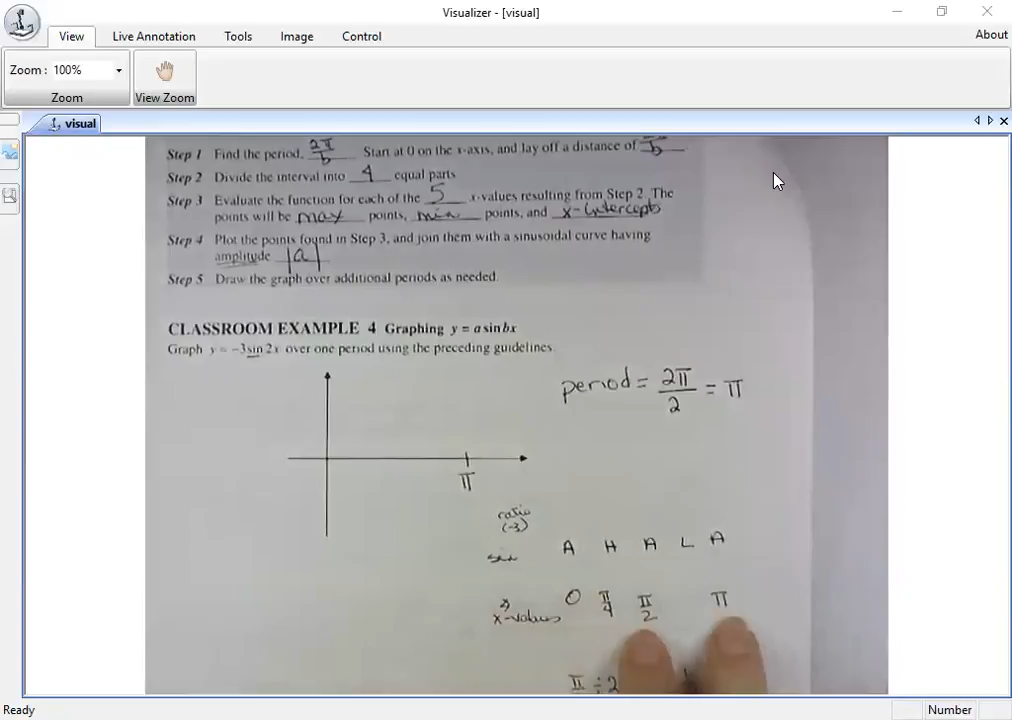 Visualizer - [visual]
View Live Annotation Tools Image Control About
Zoom : 100%
Zoom View Zoom
visual
Step 1 Find the period, 2π/b Start at 0 on the x-axis, and lay off a distance of 2π/b
Step 2 Divide the interval into 4 equal parts
Step 3 Evaluate the function for each of the 5 x-values resulting from Step 2. The
points will be max points, min points, and x-intercepts
Step 4 Plot the points found in Step 3, and join them with a sinusoidal curve having
amplitude |a|
Step 5 Draw the graph over additional periods as needed.
CLASSROOM EXAMPLE 4 Graphing y = a sin bx
Graph y = -3 sin 2x over one period using the preceding guidelines.
period = 2π/2 = π
π
ratio
(-3)
sin A H A L A
x-values 0 π/4 π/2 π
π ÷ 2
Ready Number